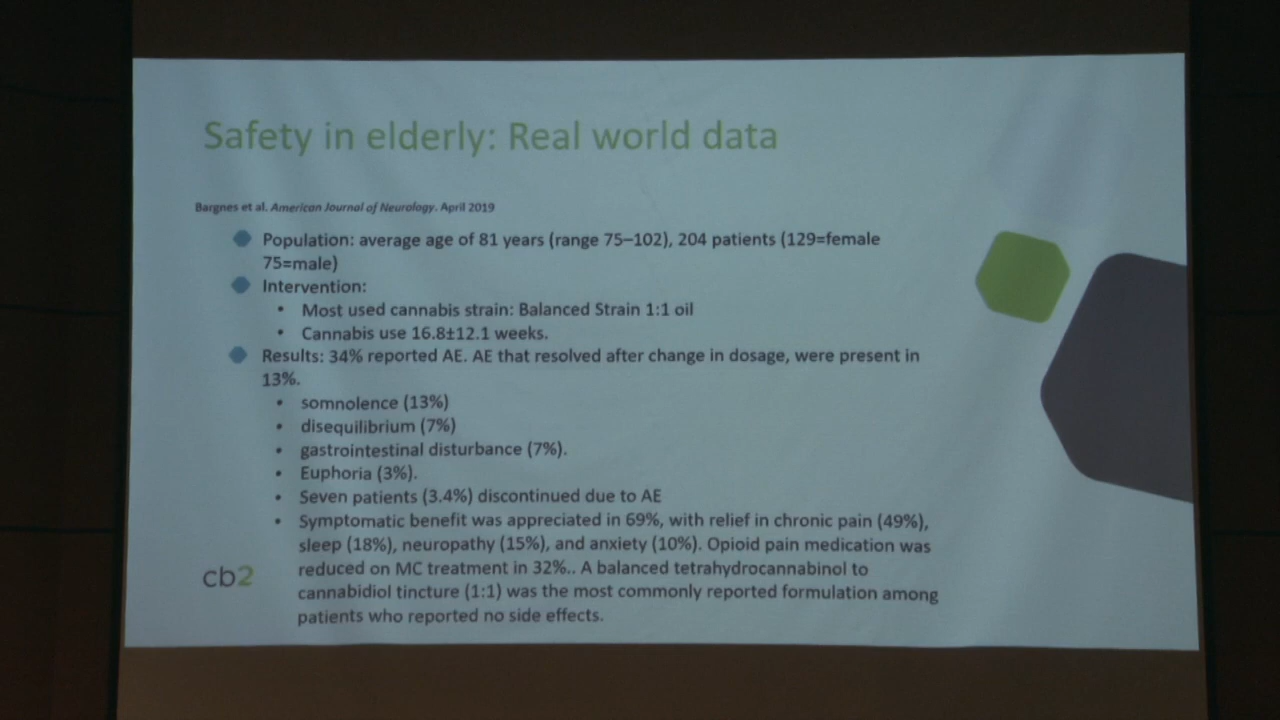 Safety in elderly: Real world data
Bargnes et al. American Journal of Neurology. April 2019
Population: average age of 81 years (range 75–102), 204 patients (129=female
75=male)
Intervention:
• Most used cannabis strain: Balanced Strain 1:1 oil
• Cannabis use 16.8±12.1 weeks.
Results: 34% reported AE. AE that resolved after change in dosage, were present in
13%.
• somnolence (13%)
• disequilibrium (7%)
• gastrointestinal disturbance (7%).
• Euphoria (3%).
• Seven patients (3.4%) discontinued due to AE
• Symptomatic benefit was appreciated in 69%, with relief in chronic pain (49%),
sleep (18%), neuropathy (15%), and anxiety (10%). Opioid pain medication was
reduced on MC treatment in 32%.. A balanced tetrahydrocannabinol to
cannabidiol tincture (1:1) was the most commonly reported formulation among
patients who reported no side effects.
cb2